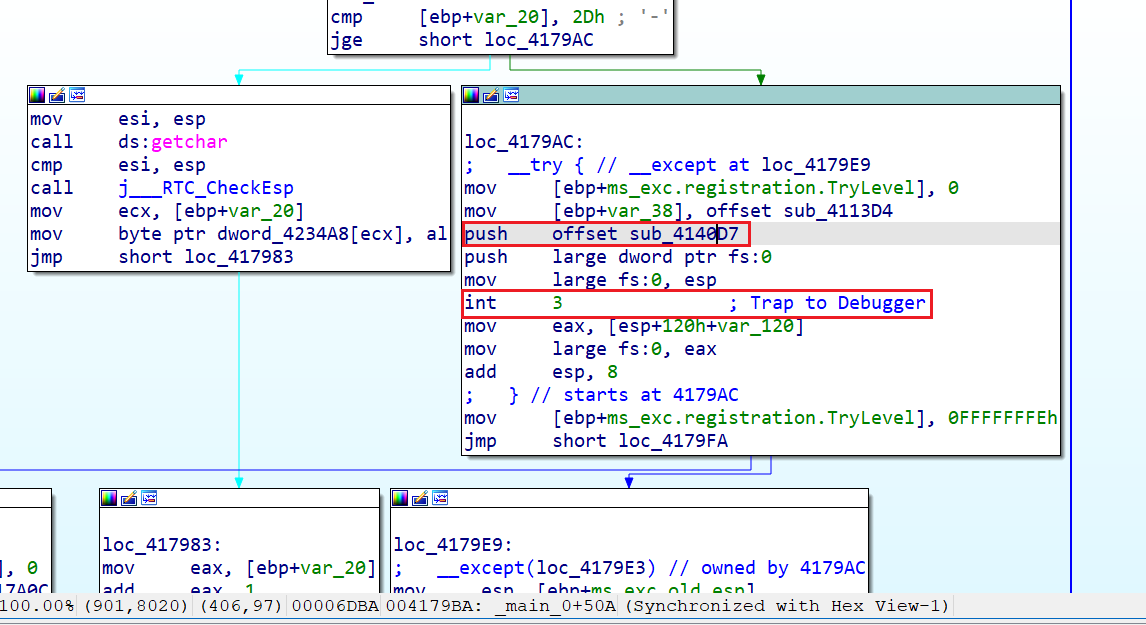 cmp [ebp+var_20], 2Dh ; '-'
jge short loc_4179AC
mov esi, esp
call ds:getchar
cmp esi, esp
call j___RTC_CheckEsp
mov ecx, [ebp+var_20]
mov byte ptr dword_4234A8[ecx], al
jmp short loc_417983
loc_4179AC:
; __try { // __except at loc_4179E9
mov [ebp+ms_exc.registration.TryLevel], 0
mov [ebp+var_38], offset sub_4113D4
push offset sub_4140D7
push large dword ptr fs:0
mov large fs:0, esp
int 3 ; Trap to Debugger
mov eax, [esp+120h+var_120]
mov large fs:0, eax
add esp, 8
; } // starts at 4179AC
mov [ebp+ms_exc.registration.TryLevel], 0FFFFFFFEh
jmp short loc_4179FA
], 0
loc_417983:
mov eax, [ebp+var_20]
add eax, 1
loc_4179E9:
; __except(loc_4179E3) // owned by 4179AC
mov esp, [ebp+ms_exc.old_esp]
100.00% (901,8020) (406,97) 00006DBA 004179BA: _main_0+50A (Synchronized with Hex View-1)